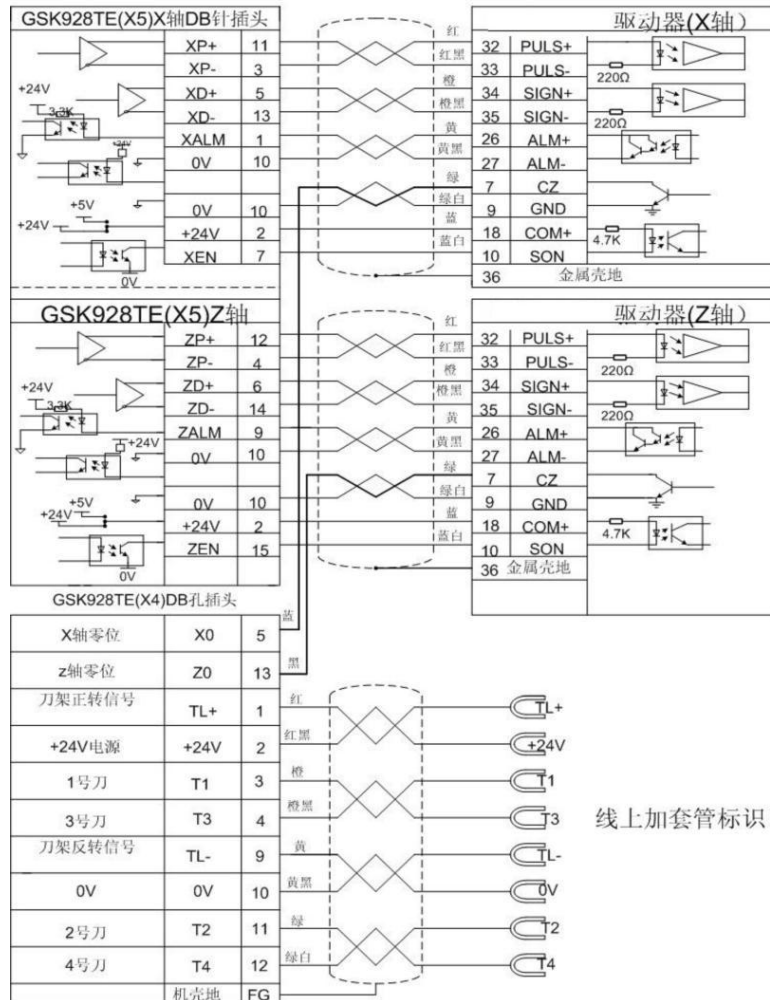 GSK928TE(X5)X轴DB针插头
驱动器(X轴)
XP+ 11 红 32 PULS+
XP- 3 红黑 33 PULS-
220Ω
+24V
XD+ 5 橙 34 SIGN+
3.3K
XD- 13 橙黑 35 SIGN-
220Ω
XALM 1 黄 26 ALM+
+24V
0V 10 黄黑 27 ALM-
绿 7 CZ
+5V
0V 10 绿白 9 GND
+24V
+24V 2 蓝 18 COM+
4.7K
XEN 7 蓝白 10 SON
0V
36 金属壳地
GSK928TE(X5)Z轴
驱动器(Z轴)
ZP+ 12 红 32 PULS+
ZP- 4 红黑 33 PULS-
220Ω
+24V
ZD+ 6 橙 34 SIGN+
3.3K
ZD- 14 橙黑 35 SIGN-
220Ω
ZALM 9 黄 26 ALM+
+24V
0V 10 黄黑 27 ALM-
绿 7 CZ
+5V
0V 10 绿白 9 GND
+24V
+24V 2 蓝 18 COM+
4.7K
ZEN 15 蓝白 10 SON
0V
36 金属壳地
GSK928TE(X4)DB孔插头
X轴零位 X0 5 蓝
z轴零位 Z0 13 黑
刀架正转信号 TL+ 1 红 TL+
+24V电源 +24V 2 红黑 +24V
1号刀 T1 3 橙 T1
3号刀 T3 4 橙黑 T3
线上加套管标识
刀架反转信号 TL- 9 黄 TL-
0V 0V 10 黄黑 0V
2号刀 T2 11 绿 T2
4号刀 T4 12 绿白 T4
机壳地 FG